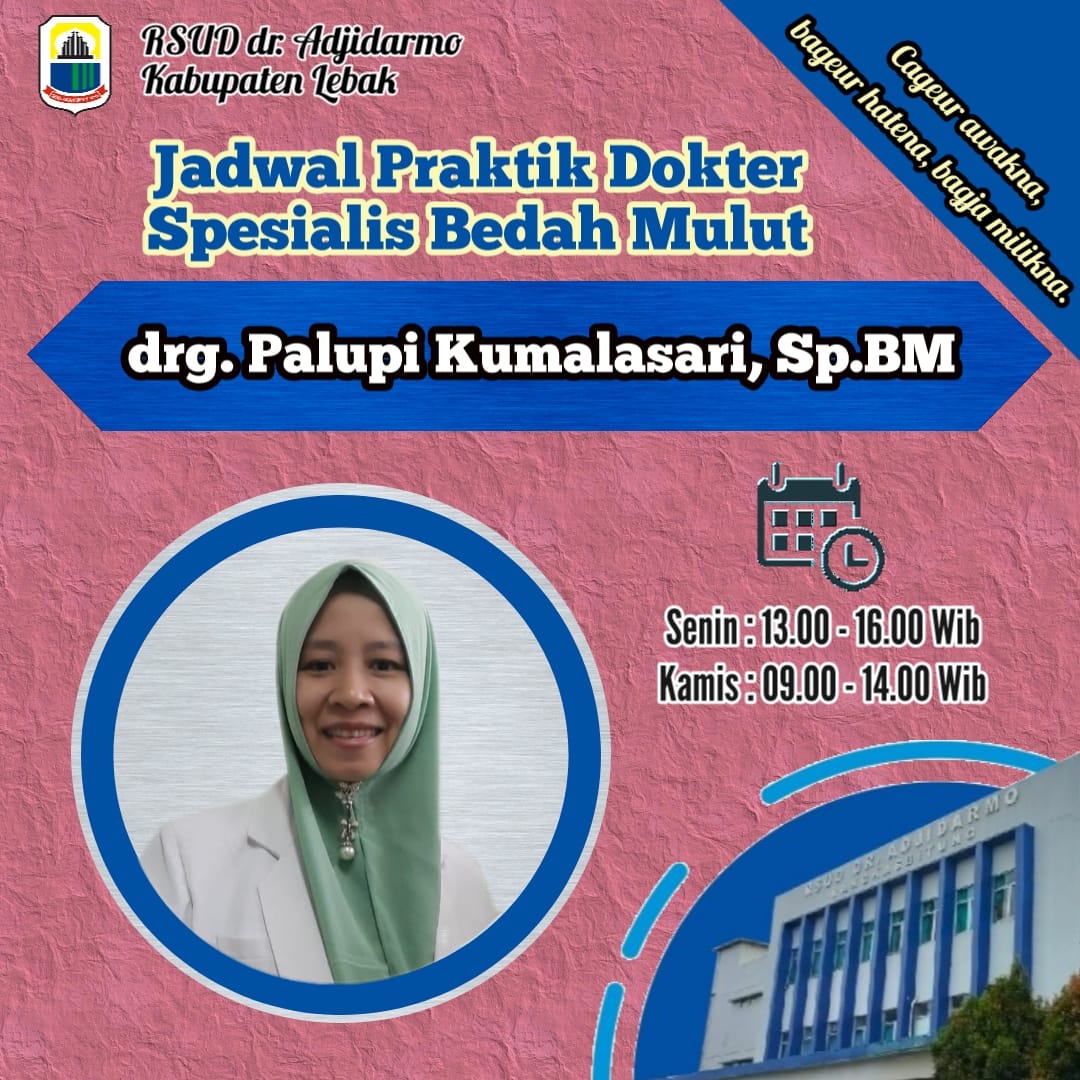 RSUD dr. Adjidarmo
Kabupaten Lebak
Cageur awakna,
bageur hatena, bagja milikna.
Jadwal Praktik Dokter
Spesialis Bedah Mulut
drg. Palupi Kumalasari, Sp.BM
Senin : 13.00 - 16.00 Wib
Kamis : 09.00 - 14.00 Wib
RSUD DR. ADJIDARMO
RANGKASBITUNG